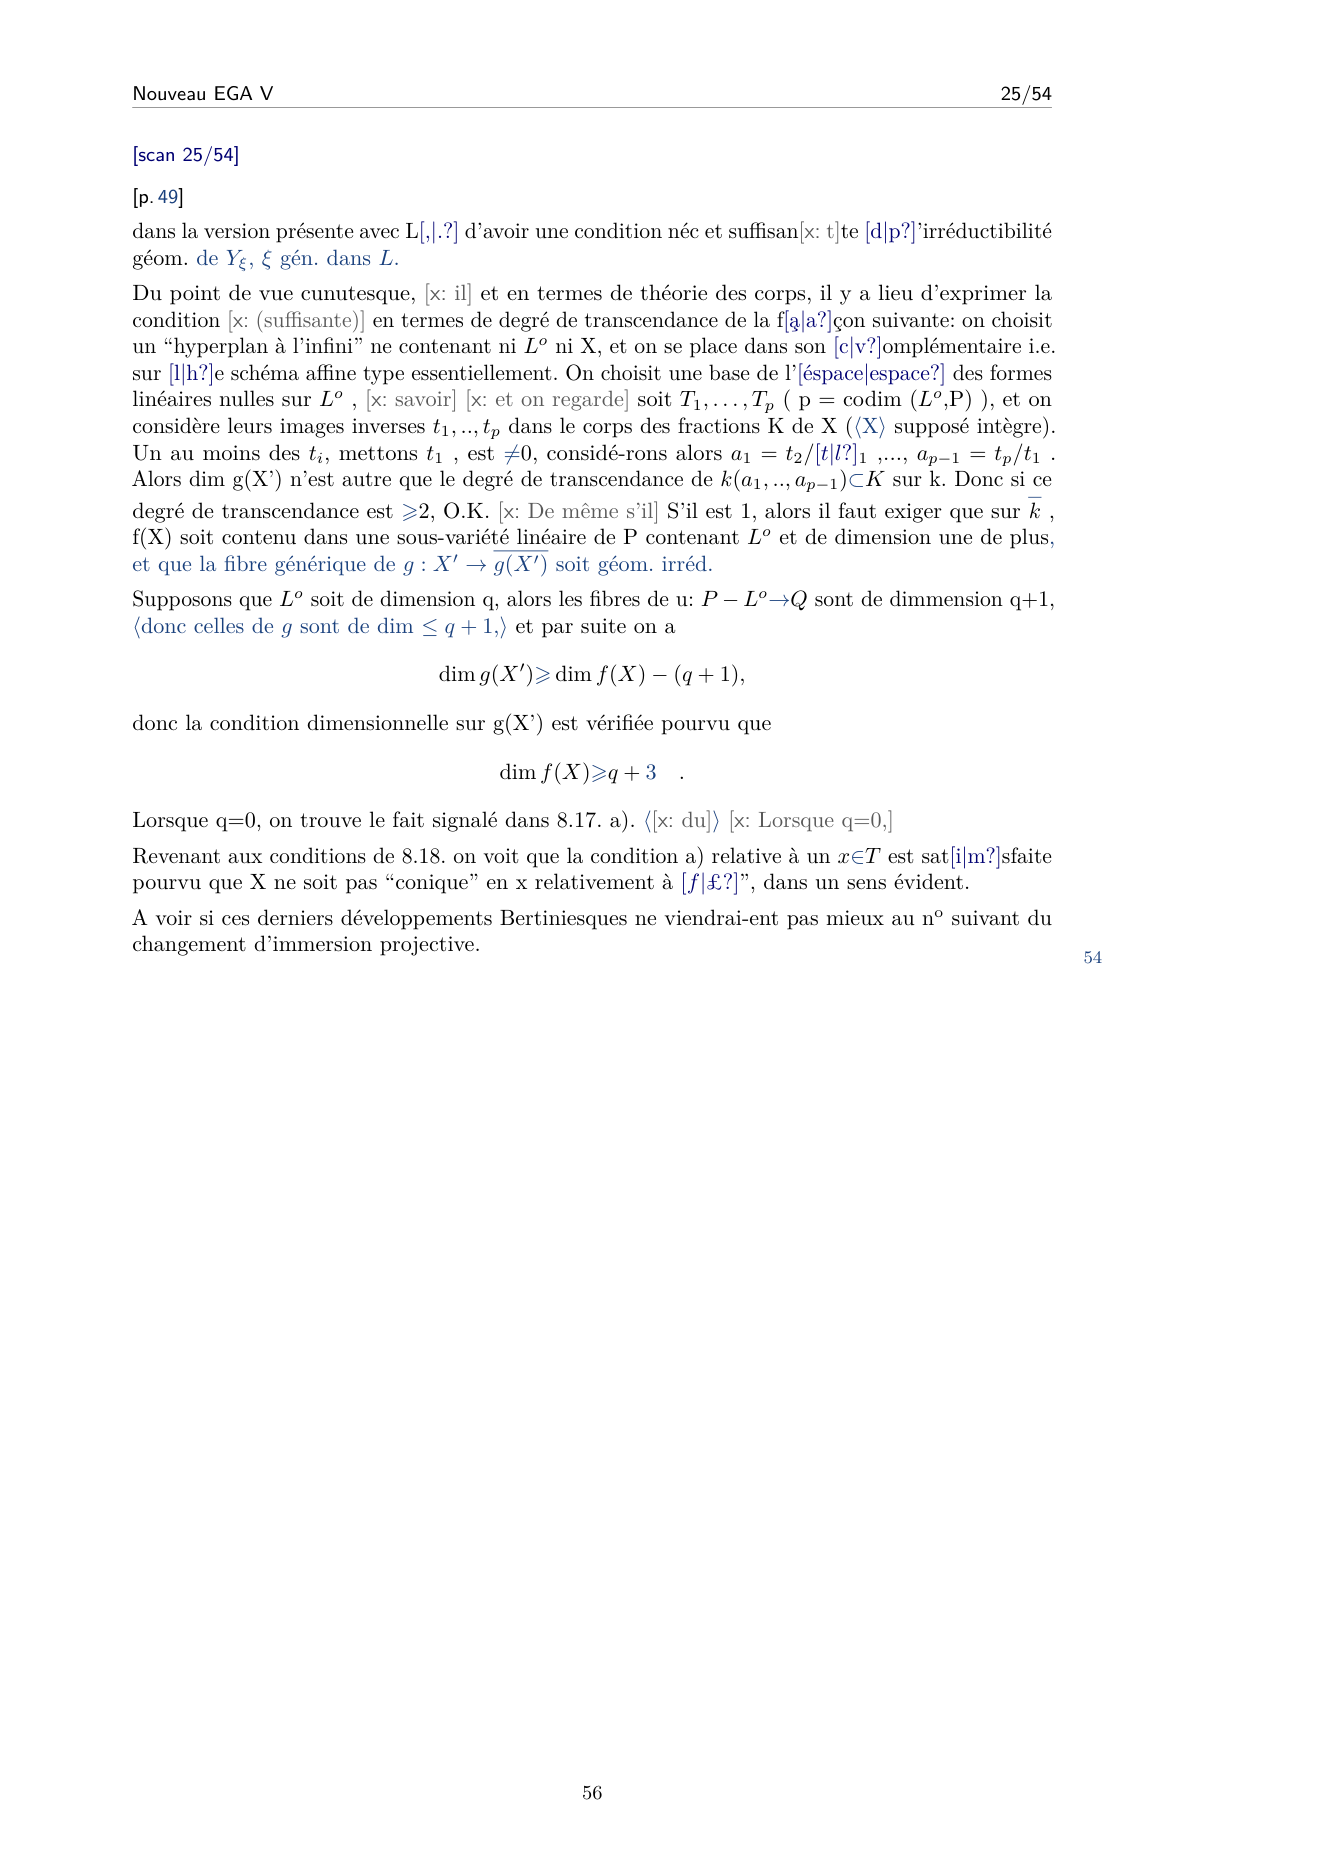 Nouveau EGA V 25/54
[scan 25/54]
[p. 49]
dans la version présente avec L[,|.?] d'avoir une condition néc et suffisan[x: t]te [d|p?]'irréductibilité
géom. de Y_ξ, ξ gén. dans L.
Du point de vue cunutesque, [x: il] et en termes de théorie des corps, il y a lieu d'exprimer la
condition [x: (suffisante)] en termes de degré de transcendance de la f[a̧|a?]çon suivante: on choisit
un “hyperplan à l'infini” ne contenant ni L^o ni X, et on se place dans son [c|v?]omplémentaire i.e.
sur [l|h?]e schéma affine type essentiellement. On choisit une base de l'[éspace|espace?] des formes
linéaires nulles sur L^o , [x: savoir] [x: et on regarde] soit T_1, . . . , T_p ( p = codim (L^o,P) ), et on
considère leurs images inverses t_1, .., t_p dans le corps des fractions K de X (⟨X⟩ supposé intègre).
Un au moins des t_i, mettons t_1 , est ≠0, considé-rons alors a_1 = t_2/[t|l?]_1 ,..., a_{p−1} = t_p/t_1 .
Alors dim g(X') n'est autre que le degré de transcendance de k(a_1, .., a_{p−1})⊂K sur k. Donc si ce
degré de transcendance est ⩾2, O.K. [x: De même s'il] S'il est 1, alors il faut exiger que sur k̅ ,
f(X) soit contenu dans une sous-variété linéaire de P contenant L^o et de dimension une de plus,
et que la fibre générique de g : X′ → \overline{g(X′)} soit géom. irréd.
Supposons que L^o soit de dimension q, alors les fibres de u: P − L^o→Q sont de dimmension q+1,
⟨donc celles de g sont de dim ≤ q + 1,⟩ et par suite on a
dim g(X′)⩾ dim f(X) − (q + 1),
donc la condition dimensionnelle sur g(X') est vérifiée pourvu que
dim f(X)⩾q + 3 .
Lorsque q=0, on trouve le fait signalé dans 8.17. a). ⟨[x: du]⟩ [x: Lorsque q=0,]
Revenant aux conditions de 8.18. on voit que la condition a) relative à un x∈T est sat[i|m?]sfaite
pourvu que X ne soit pas “conique” en x relativement à [f|£?]”, dans un sens évident.
A voir si ces derniers développements Bertiniesques ne viendrai-ent pas mieux au nº suivant du
changement d'immersion projective.
54
56